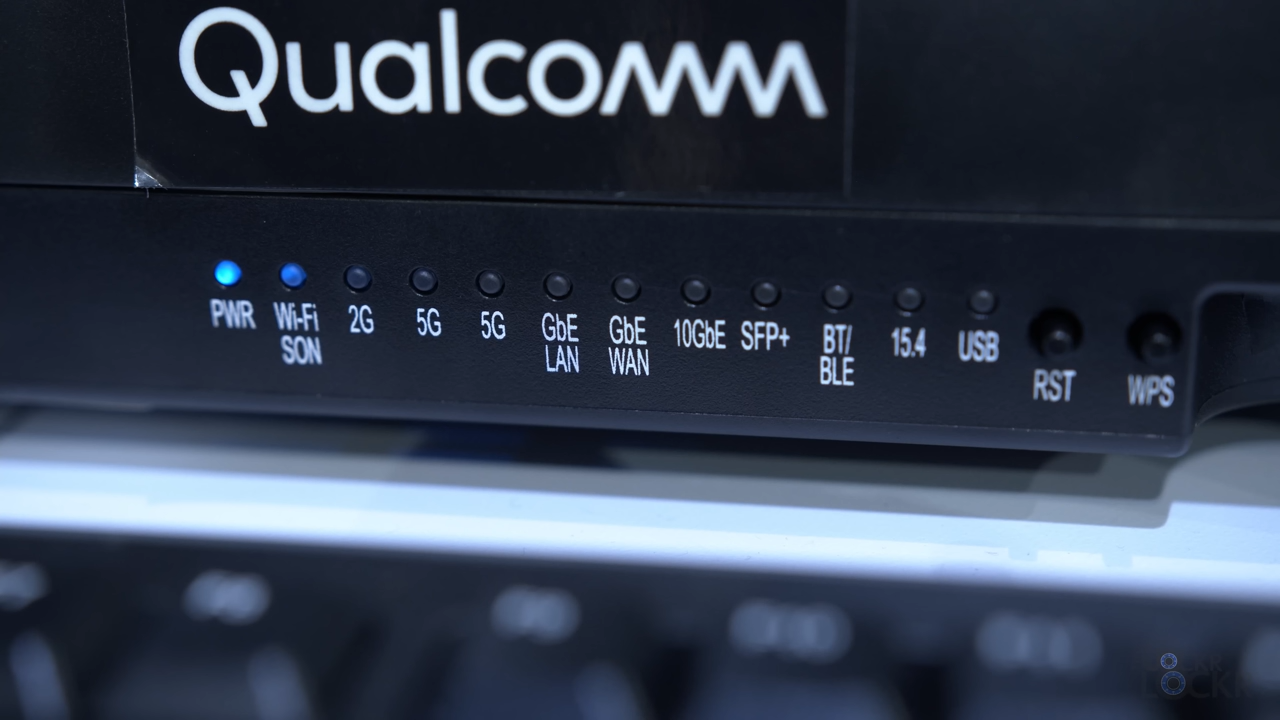 Qualcomm
PWR
Wi-Fi
SON
2G
5G
5G
GbE
LAN
GbE
WAN
10GbE
SFP+
BT/
BLE
15.4
USB
RST
WPS